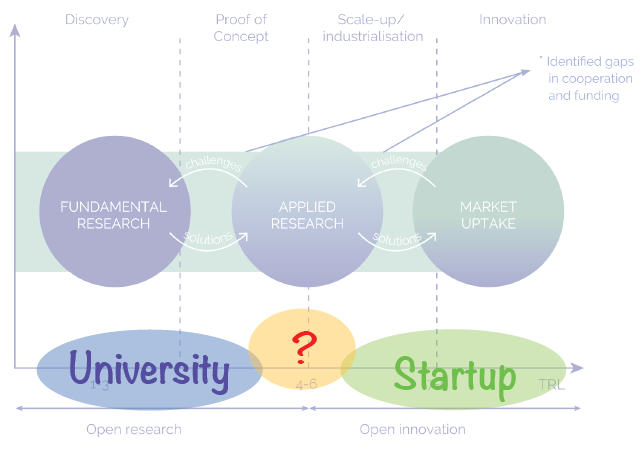 Discovery
Proof of
Concept
Scale-up/
industrialisation
Innovation
* Identified gaps
in cooperation
and funding
challenges
challenges
FUNDAMENTAL
RESEARCH
APPLIED
RESEARCH
MARKET
UPTAKE
solutions
solutions
?
University
Startup
1-3
4-6
TRL
Open research
Open innovation